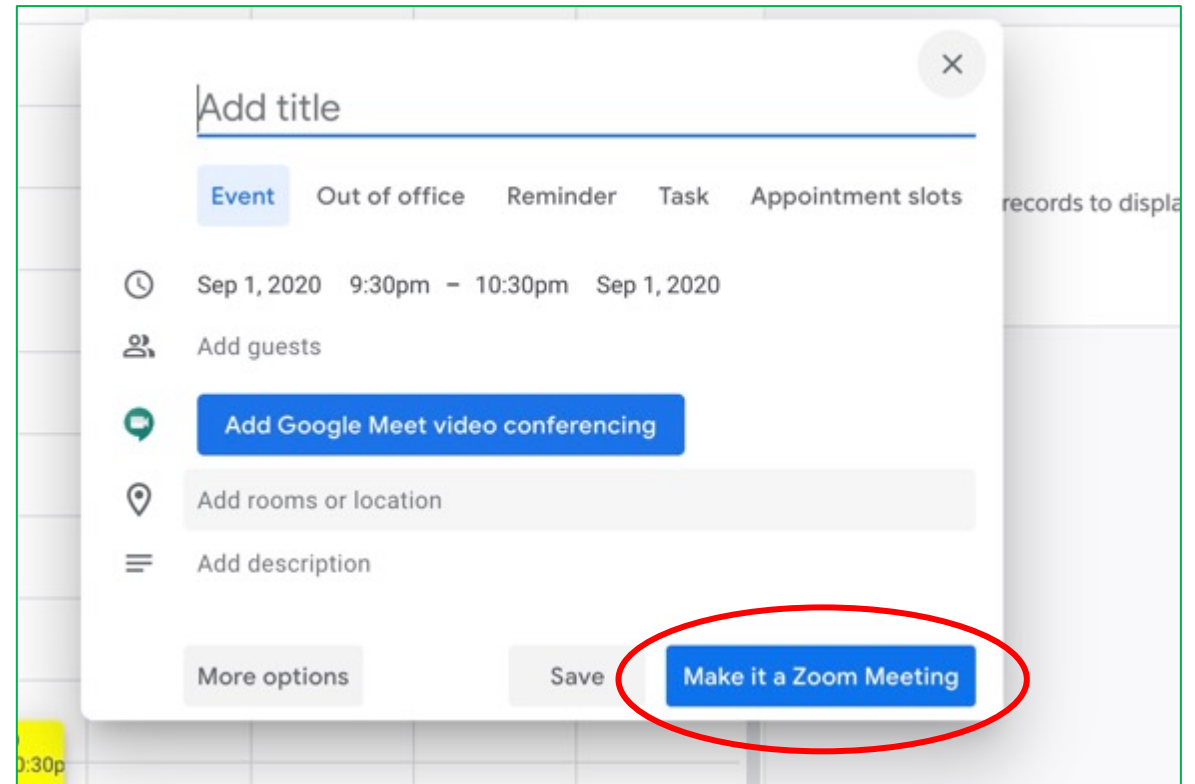 Add title
Event Out of office Reminder Task Appointment slots
records to displa
Sep 1, 2020 9:30pm – 10:30pm Sep 1, 2020
Add guests
Add Google Meet video conferencing
Add rooms or location
Add description
More options Save Make it a Zoom Meeting
0:30p